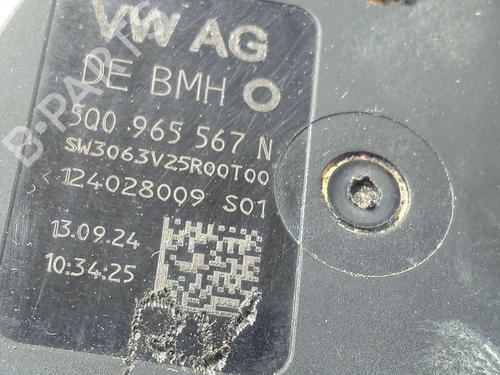 VW AG
DE BMH O
5Q0 965 567 N
SW3063V25R00T00
<124028009 S01
13.09.24
10:34:25
B-PARTS